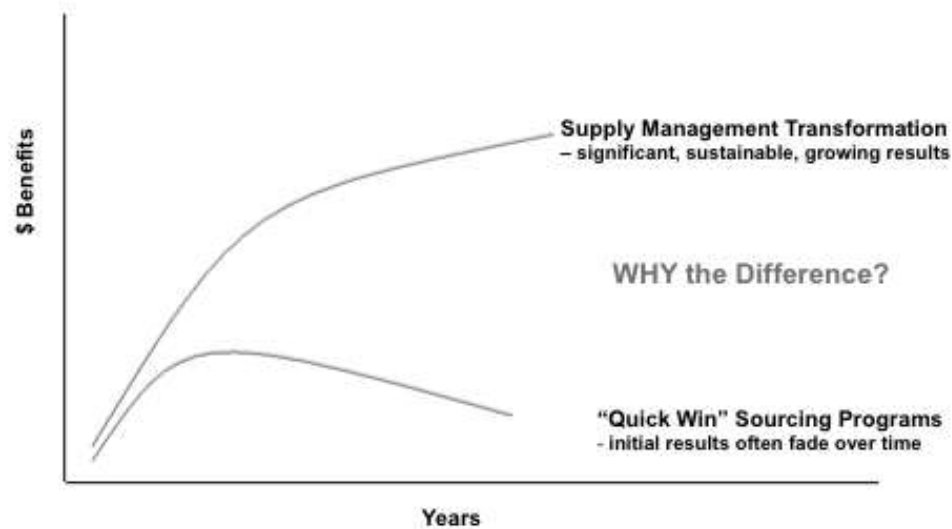 $ Benefits
Supply Management Transformation
– significant, sustainable, growing results
WHY the Difference?
“Quick Win” Sourcing Programs
- initial results often fade over time
Years